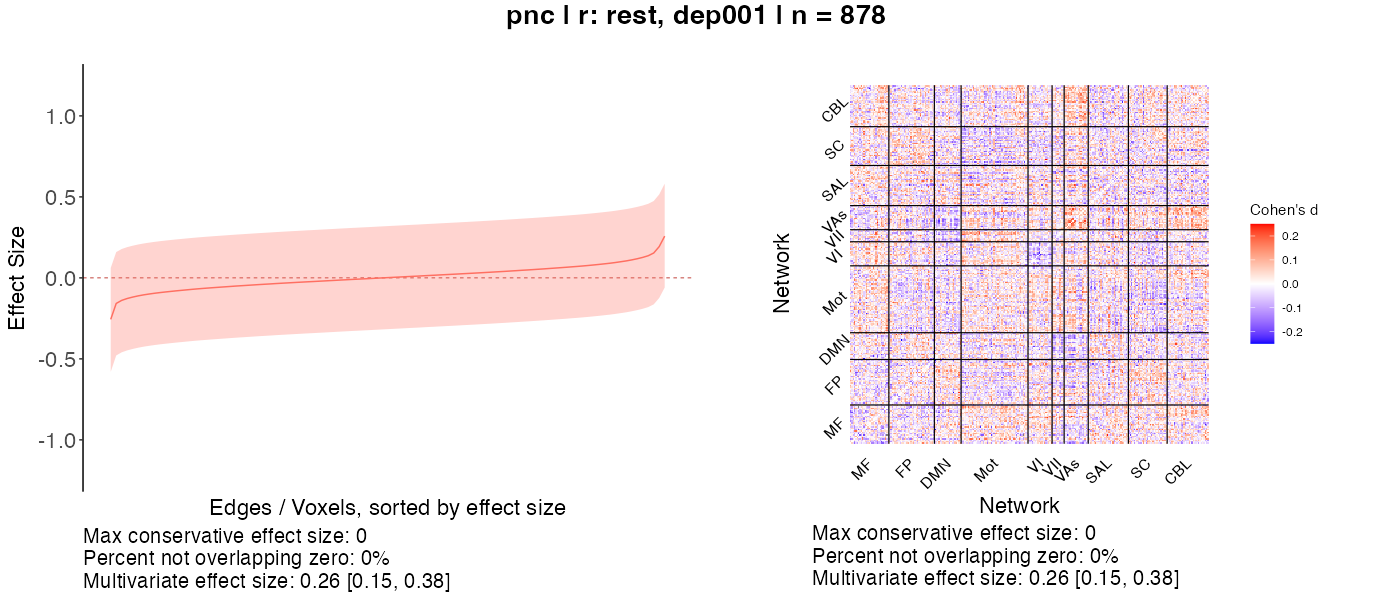 pnc | r: rest, dep001 | n = 878
Effect Size
1.0
0.5
0.0
-0.5
-1.0
Edges / Voxels, sorted by effect size
Max conservative effect size: 0
Percent not overlapping zero: 0%
Multivariate effect size: 0.26 [0.15, 0.38]
Network
CBL
SC
SAL
VAs
VII
VI
Mot
DMN
FP
MF
MF
FP
DMN
Mot
VI
VII
VAs
SAL
SC
CBL
Network
Cohen's d
0.2
0.1
0.0
-0.1
-0.2
Max conservative effect size: 0
Percent not overlapping zero: 0%
Multivariate effect size: 0.26 [0.15, 0.38]